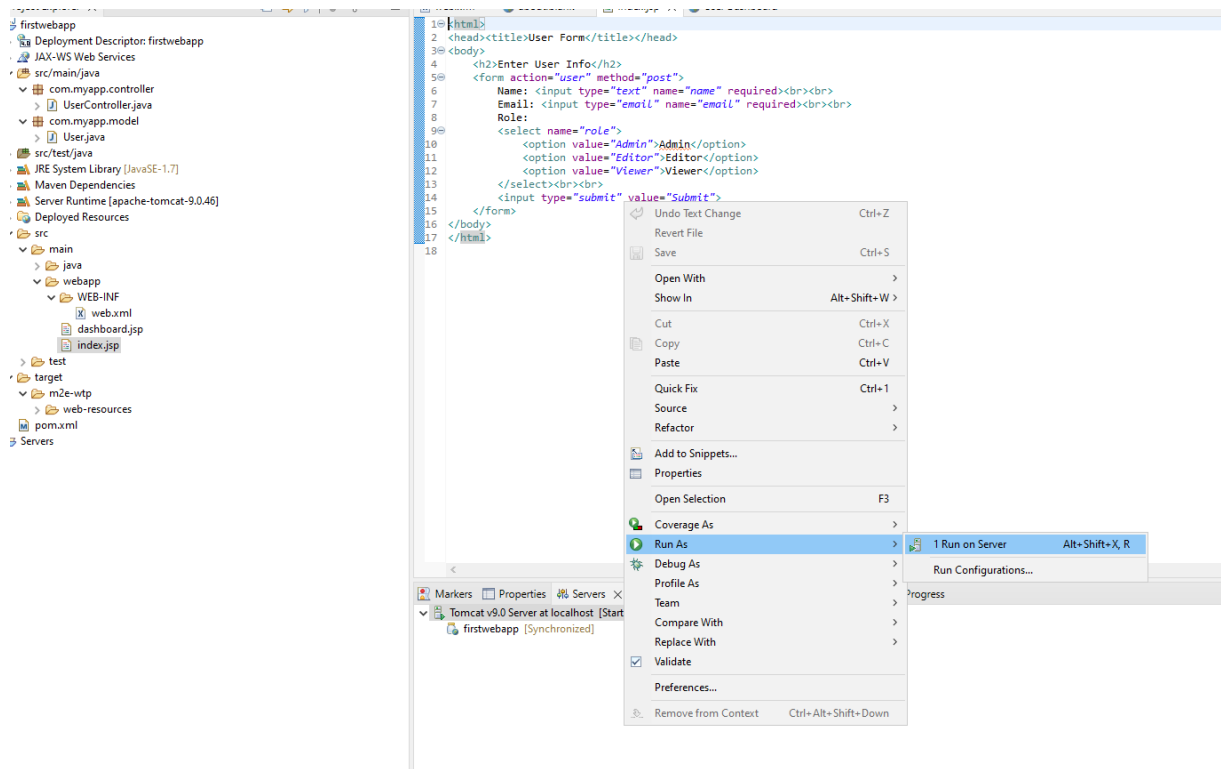 firstwebapp
Deployment Descriptor: firstwebapp
JAX-WS Web Services
src/main/java
com.myapp.controller
UserController.java
com.myapp.model
User.java
src/test/java
JRE System Library [JavaSE-1.7]
Maven Dependencies
Server Runtime [apache-tomcat-9.0.46]
Deployed Resources
src
main
java
webapp
WEB-INF
web.xml
dashboard.jsp
index.jsp
test
target
m2e-wtp
web-resources
pom.xml
Servers
1 <html>
2 <head><title>User Form</title></head>
3 <body>
4 <h2>Enter User Info</h2>
5 <form action="user" method="post">
6 Name: <input type="text" name="name" required><br><br>
7 Email: <input type="email" name="email" required><br><br>
8 Role:
9 <select name="role">
10 <option value="Admin">Admin</option>
11 <option value="Editor">Editor</option>
12 <option value="Viewer">Viewer</option>
13 </select><br><br>
14 <input type="submit" value="Submit">
15 </form>
16 </body>
17 </html>
18
Undo Text Change Ctrl+Z
Revert File
Save Ctrl+S
Open With >
Show In Alt+Shift+W >
Cut Ctrl+X
Copy Ctrl+C
Paste Ctrl+V
Quick Fix Ctrl+1
Source >
Refactor >
Add to Snippets...
Properties
Open Selection F3
Coverage As >
Run As >
Debug As >
Profile As >
Team >
Compare With >
Replace With >
Validate
Preferences...
Remove from Context Ctrl+Alt+Shift+Down
1 Run on Server Alt+Shift+X, R
Run Configurations...
Markers Properties Servers Progress
Tomcat v9.0 Server at localhost [Start
firstwebapp [Synchronized]